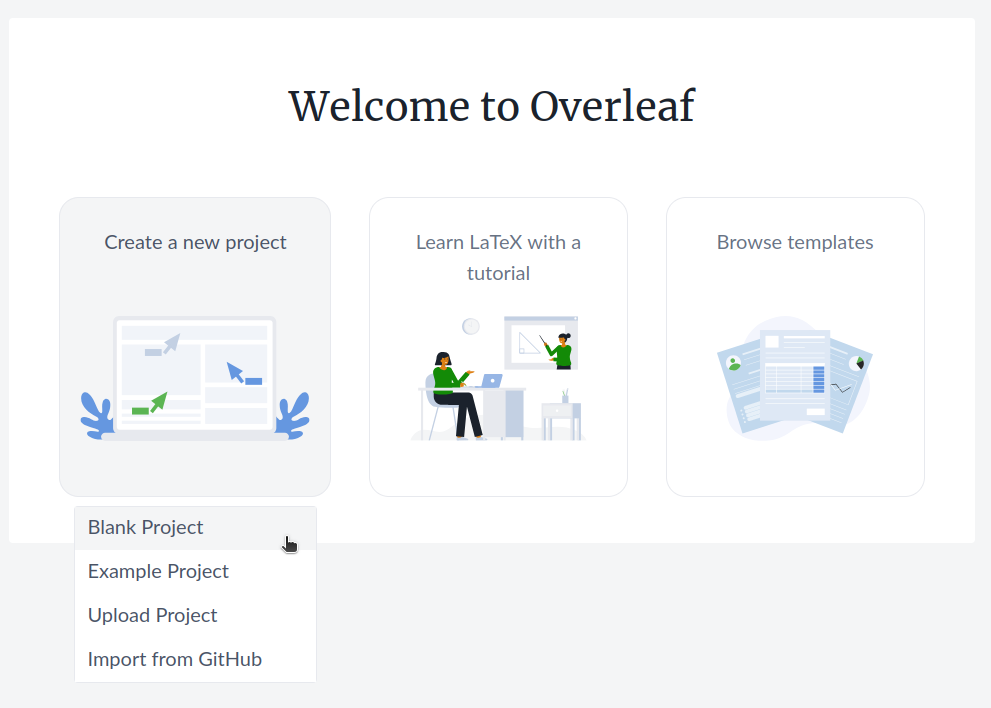 Welcome to Overleaf
Create a new project
Learn LaTeX with a
tutorial
Browse templates
Blank Project
Example Project
Upload Project
Import from GitHub